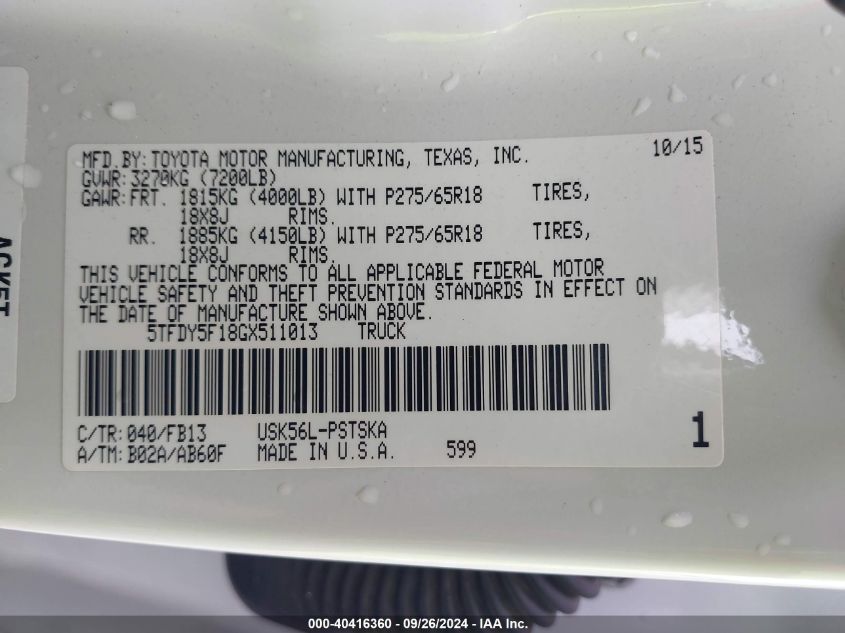 MFD.BY:TOYOTA MOTOR MANUFACTURING, TEXAS, INC. 10/15
GVWR:3270KG (7200LB)
GAWR:FRT. 1815KG (4000LB) WITH P275/65R18 TIRES,
18X8J RIMS.
RR. 1885KG (4150LB) WITH P275/65R18 TIRES,
18X8J RIMS.
THIS VEHICLE CONFORMS TO ALL APPLICABLE FEDERAL MOTOR
VEHICLE SAFETY AND THEFT PREVENTION STANDARDS IN EFFECT ON
THE DATE OF MANUFACTURE SHOWN ABOVE.
5TFDY5F18GX511013 TRUCK
C/TR:040/FB13 USK56L-PSTSKA
A/TM:B02A/AB60F MADE IN U.S.A. 599
1
ACKET
000-40416360 - 09/26/2024 - IAA Inc.